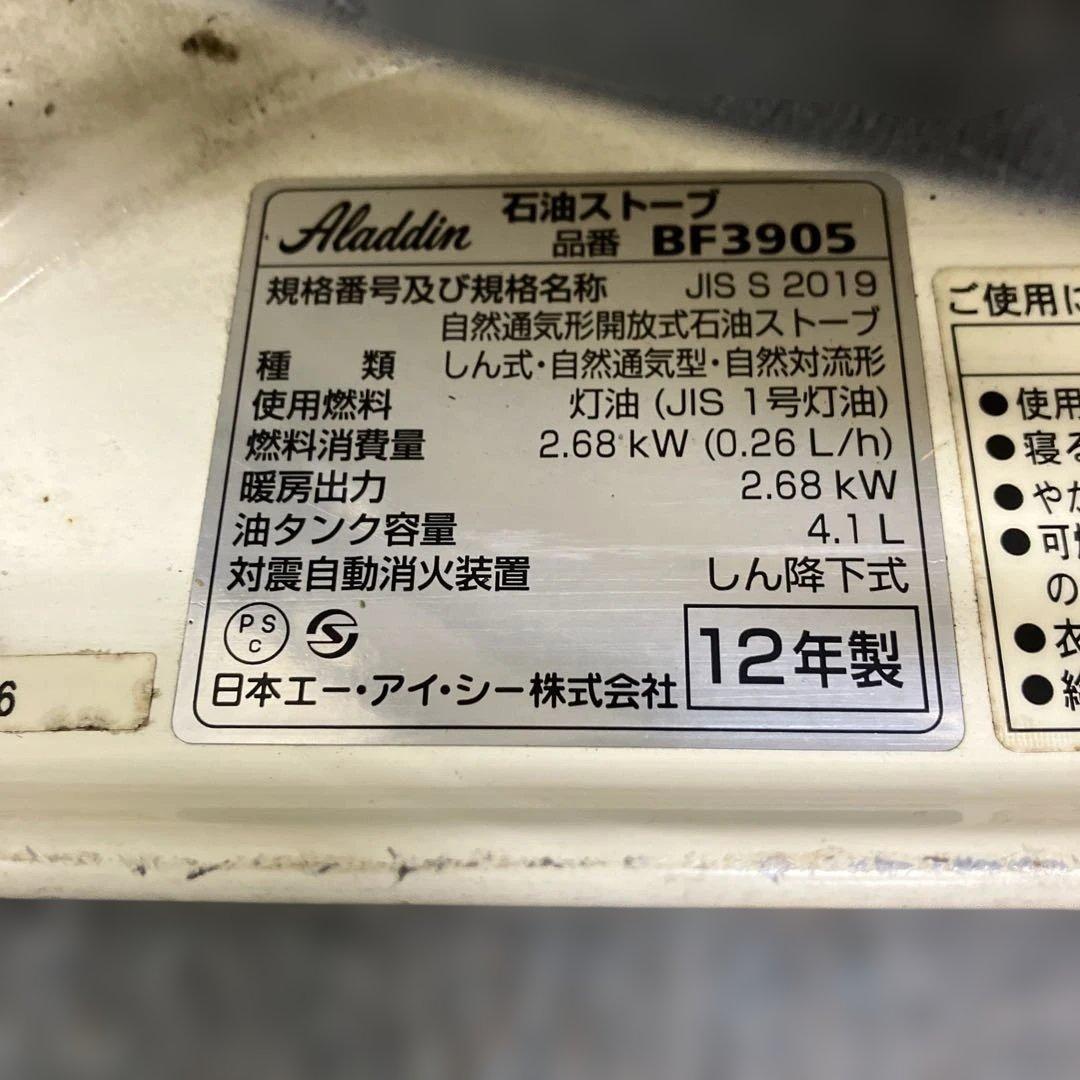 Aladdin 石油ストーブ
品番 BF3905
規格番号及び規格名称 JIS S 2019
自然通気形開放式石油ストーブ
種類 しん式・自然通気型・自然対流形
使用燃料 灯油 (JIS 1号灯油)
燃料消費量 2.68 kW (0.26 L/h)
暖房出力 2.68 kW
油タンク容量 4.1 L
対震自動消火装置 しん降下式
PS
c
12年製
日本エー・アイ・シー株式会社
6
ご使用に
●使用
●寝る
●やか
●可燃
の
●衣
●絵